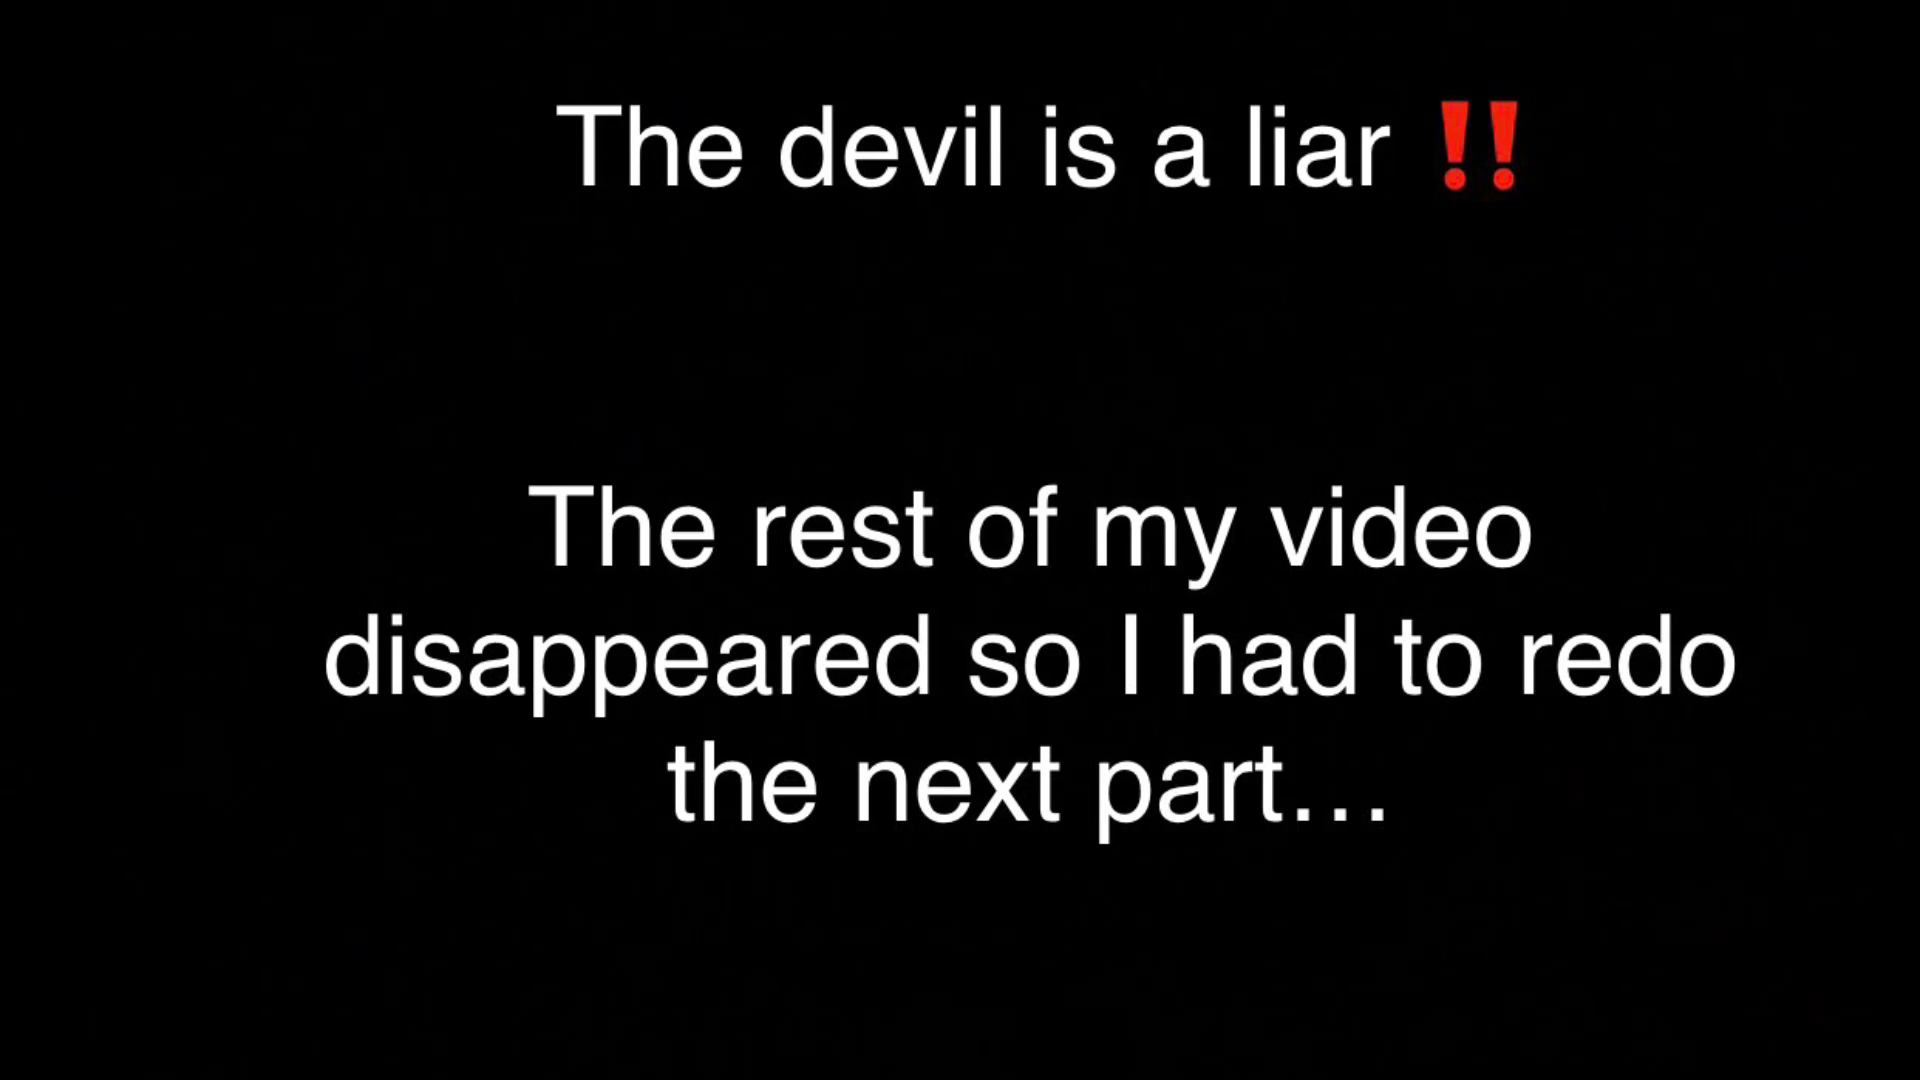 The devil is a liar ‼️
The rest of my video
disappeared so I had to redo
the next part...